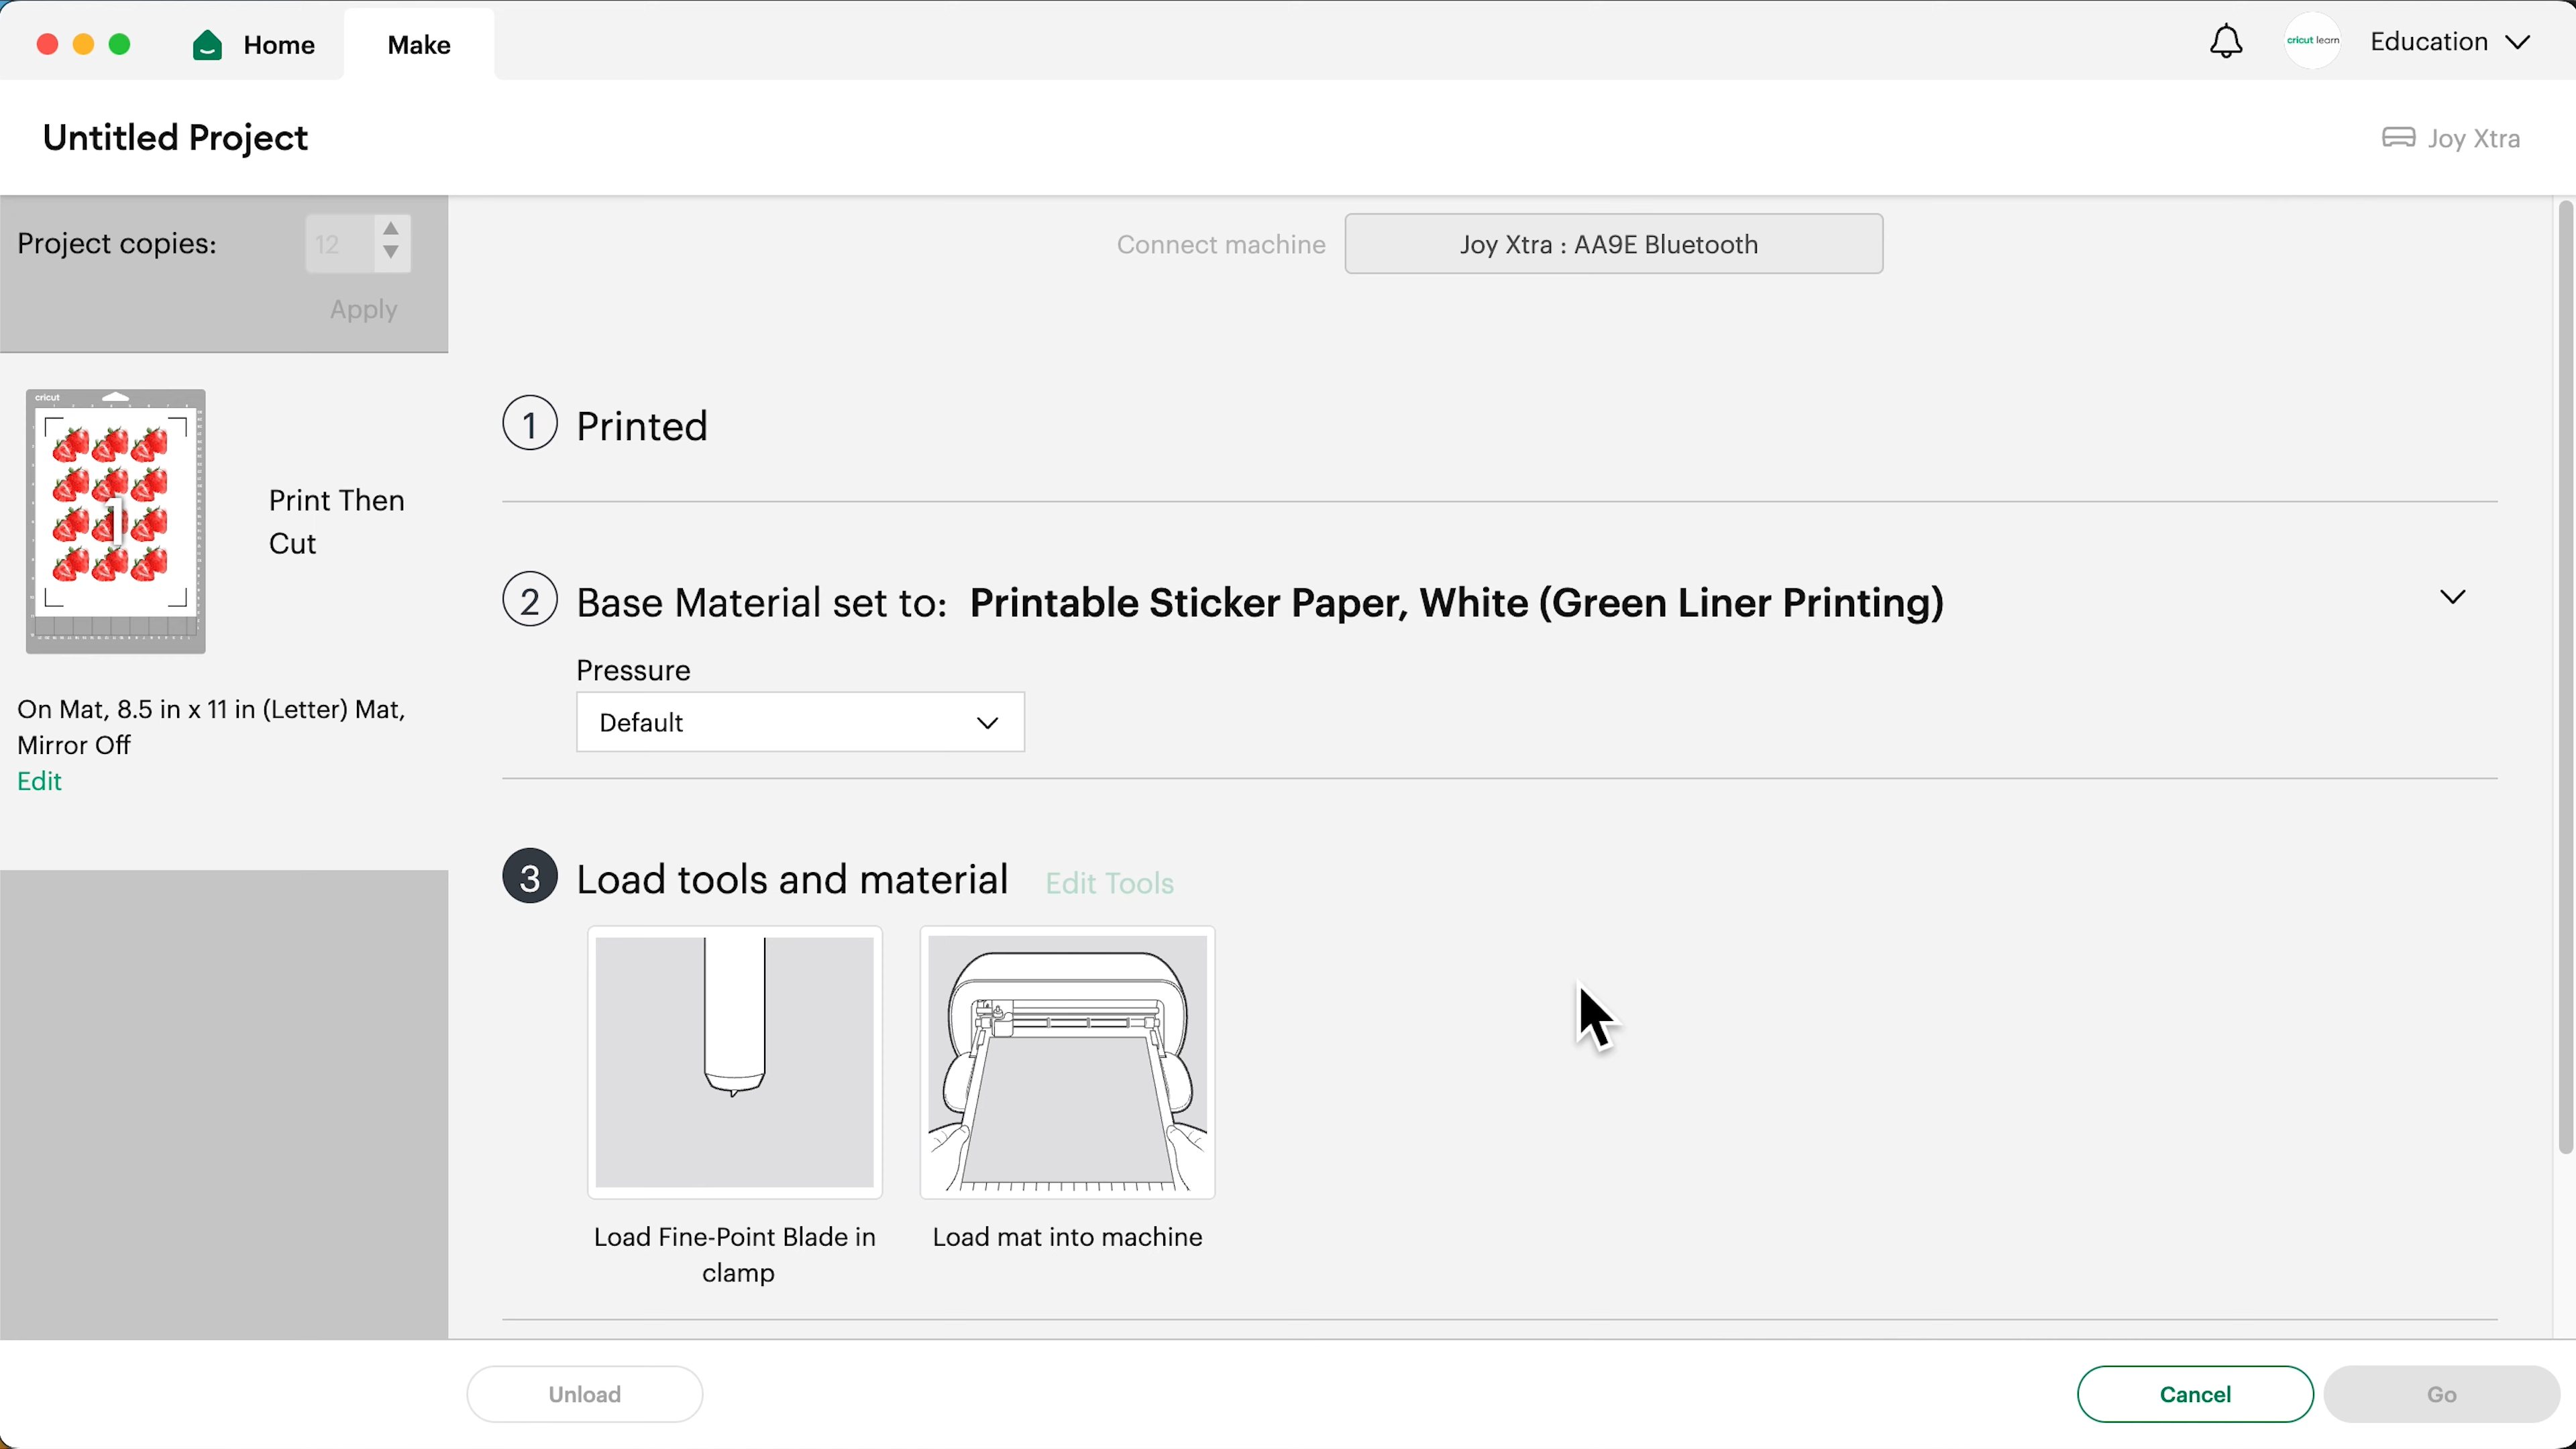 Home
Make
cricut learn
Education
Untitled Project
Joy Xtra
Project copies:
12
Apply
Connect machine
Joy Xtra : AA9E Bluetooth
cricut
1
Print Then
Cut
On Mat, 8.5 in x 11 in (Letter) Mat,
Mirror Off
Edit
1 Printed
2 Base Material set to: Printable Sticker Paper, White (Green Liner Printing)
Pressure
Default
3 Load tools and material Edit Tools
Load Fine-Point Blade in
clamp
Load mat into machine
Unload
Cancel
Go